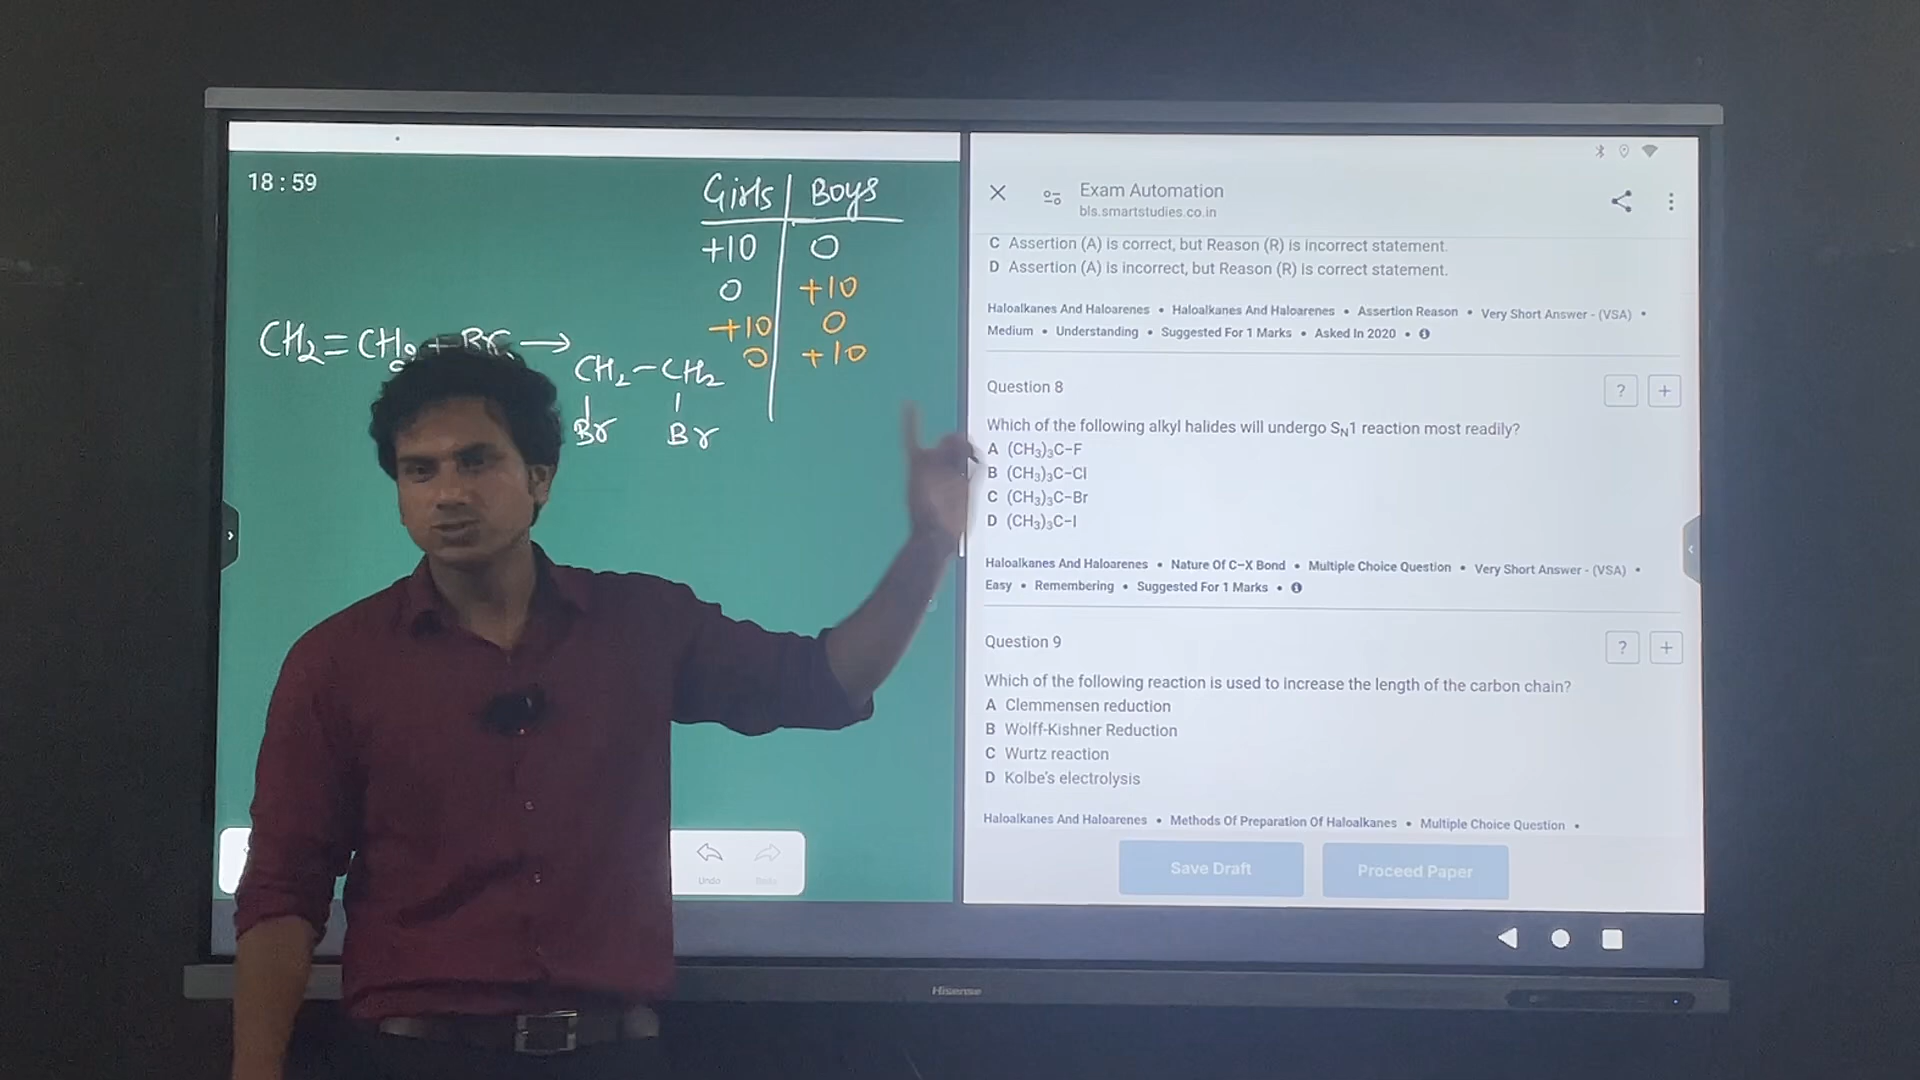 18:59
Girls | Boys
+10 0
0 +10
+10 0
0 +10
CH₂=CH₂ + Br₂ →
CH₂-CH₂
Br Br
Undo
Redo
Exam Automation
bls.smartstudies.co.in
C Assertion (A) is correct, but Reason (R) is incorrect statement.
D Assertion (A) is incorrect, but Reason (R) is correct statement.
Haloalkanes And Haloarenes • Haloalkanes And Haloarenes • Assertion Reason • Very Short Answer - (VSA) •
Medium • Understanding • Suggested For 1 Marks • Asked In 2020 •
Question 8
Which of the following alkyl halides will undergo S_N1 reaction most readily?
A (CH₃)₃C–F
B (CH₃)₃C–Cl
C (CH₃)₃C–Br
D (CH₃)₃C–I
Haloalkanes And Haloarenes • Nature Of C–X Bond • Multiple Choice Question • Very Short Answer - (VSA) •
Easy • Remembering • Suggested For 1 Marks •
Question 9
Which of the following reaction is used to increase the length of the carbon chain?
A Clemmensen reduction
B Wolff-Kishner Reduction
C Wurtz reaction
D Kolbe's electrolysis
Haloalkanes And Haloarenes • Methods Of Preparation Of Haloalkanes • Multiple Choice Question •
Save Draft Proceed Paper
Hisense